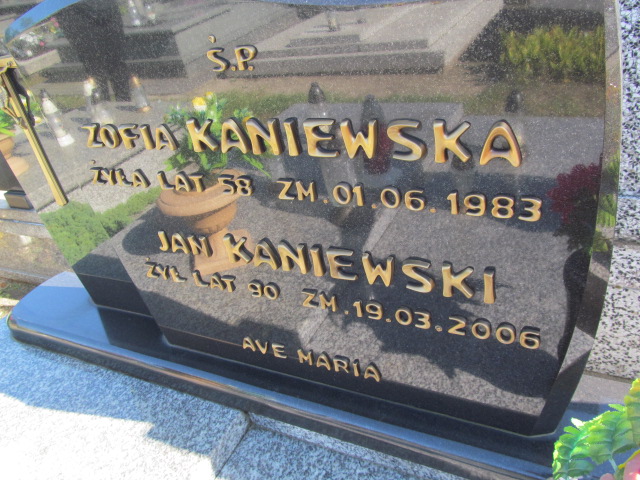 Ś.P.
ZOFIA KANIEWSKA
ŻYŁA LAT 58 ZM. 01.06.1983
JAN KANIEWSKI
ŻYŁ LAT 90 ZM. 19.03.2006
AVE MARIA